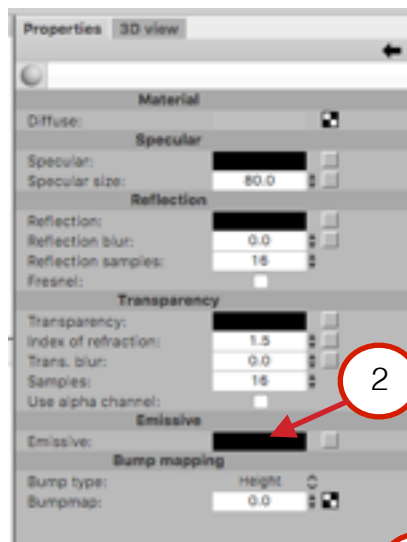 Properties 3D view
Material
Diffuse:
Specular
Specular:
Specular size: 80.0
Reflection
Reflection:
Reflection blur: 0.0
Reflection samples: 16
Fresnel:
Transparency
Transparency:
Index of refraction: 1.5
Trans. blur: 0.0
Samples: 16
Use alpha channel:
2
Emissive
Emissive:
Bump mapping
Bump type: Height
Bumpmap: 0.0